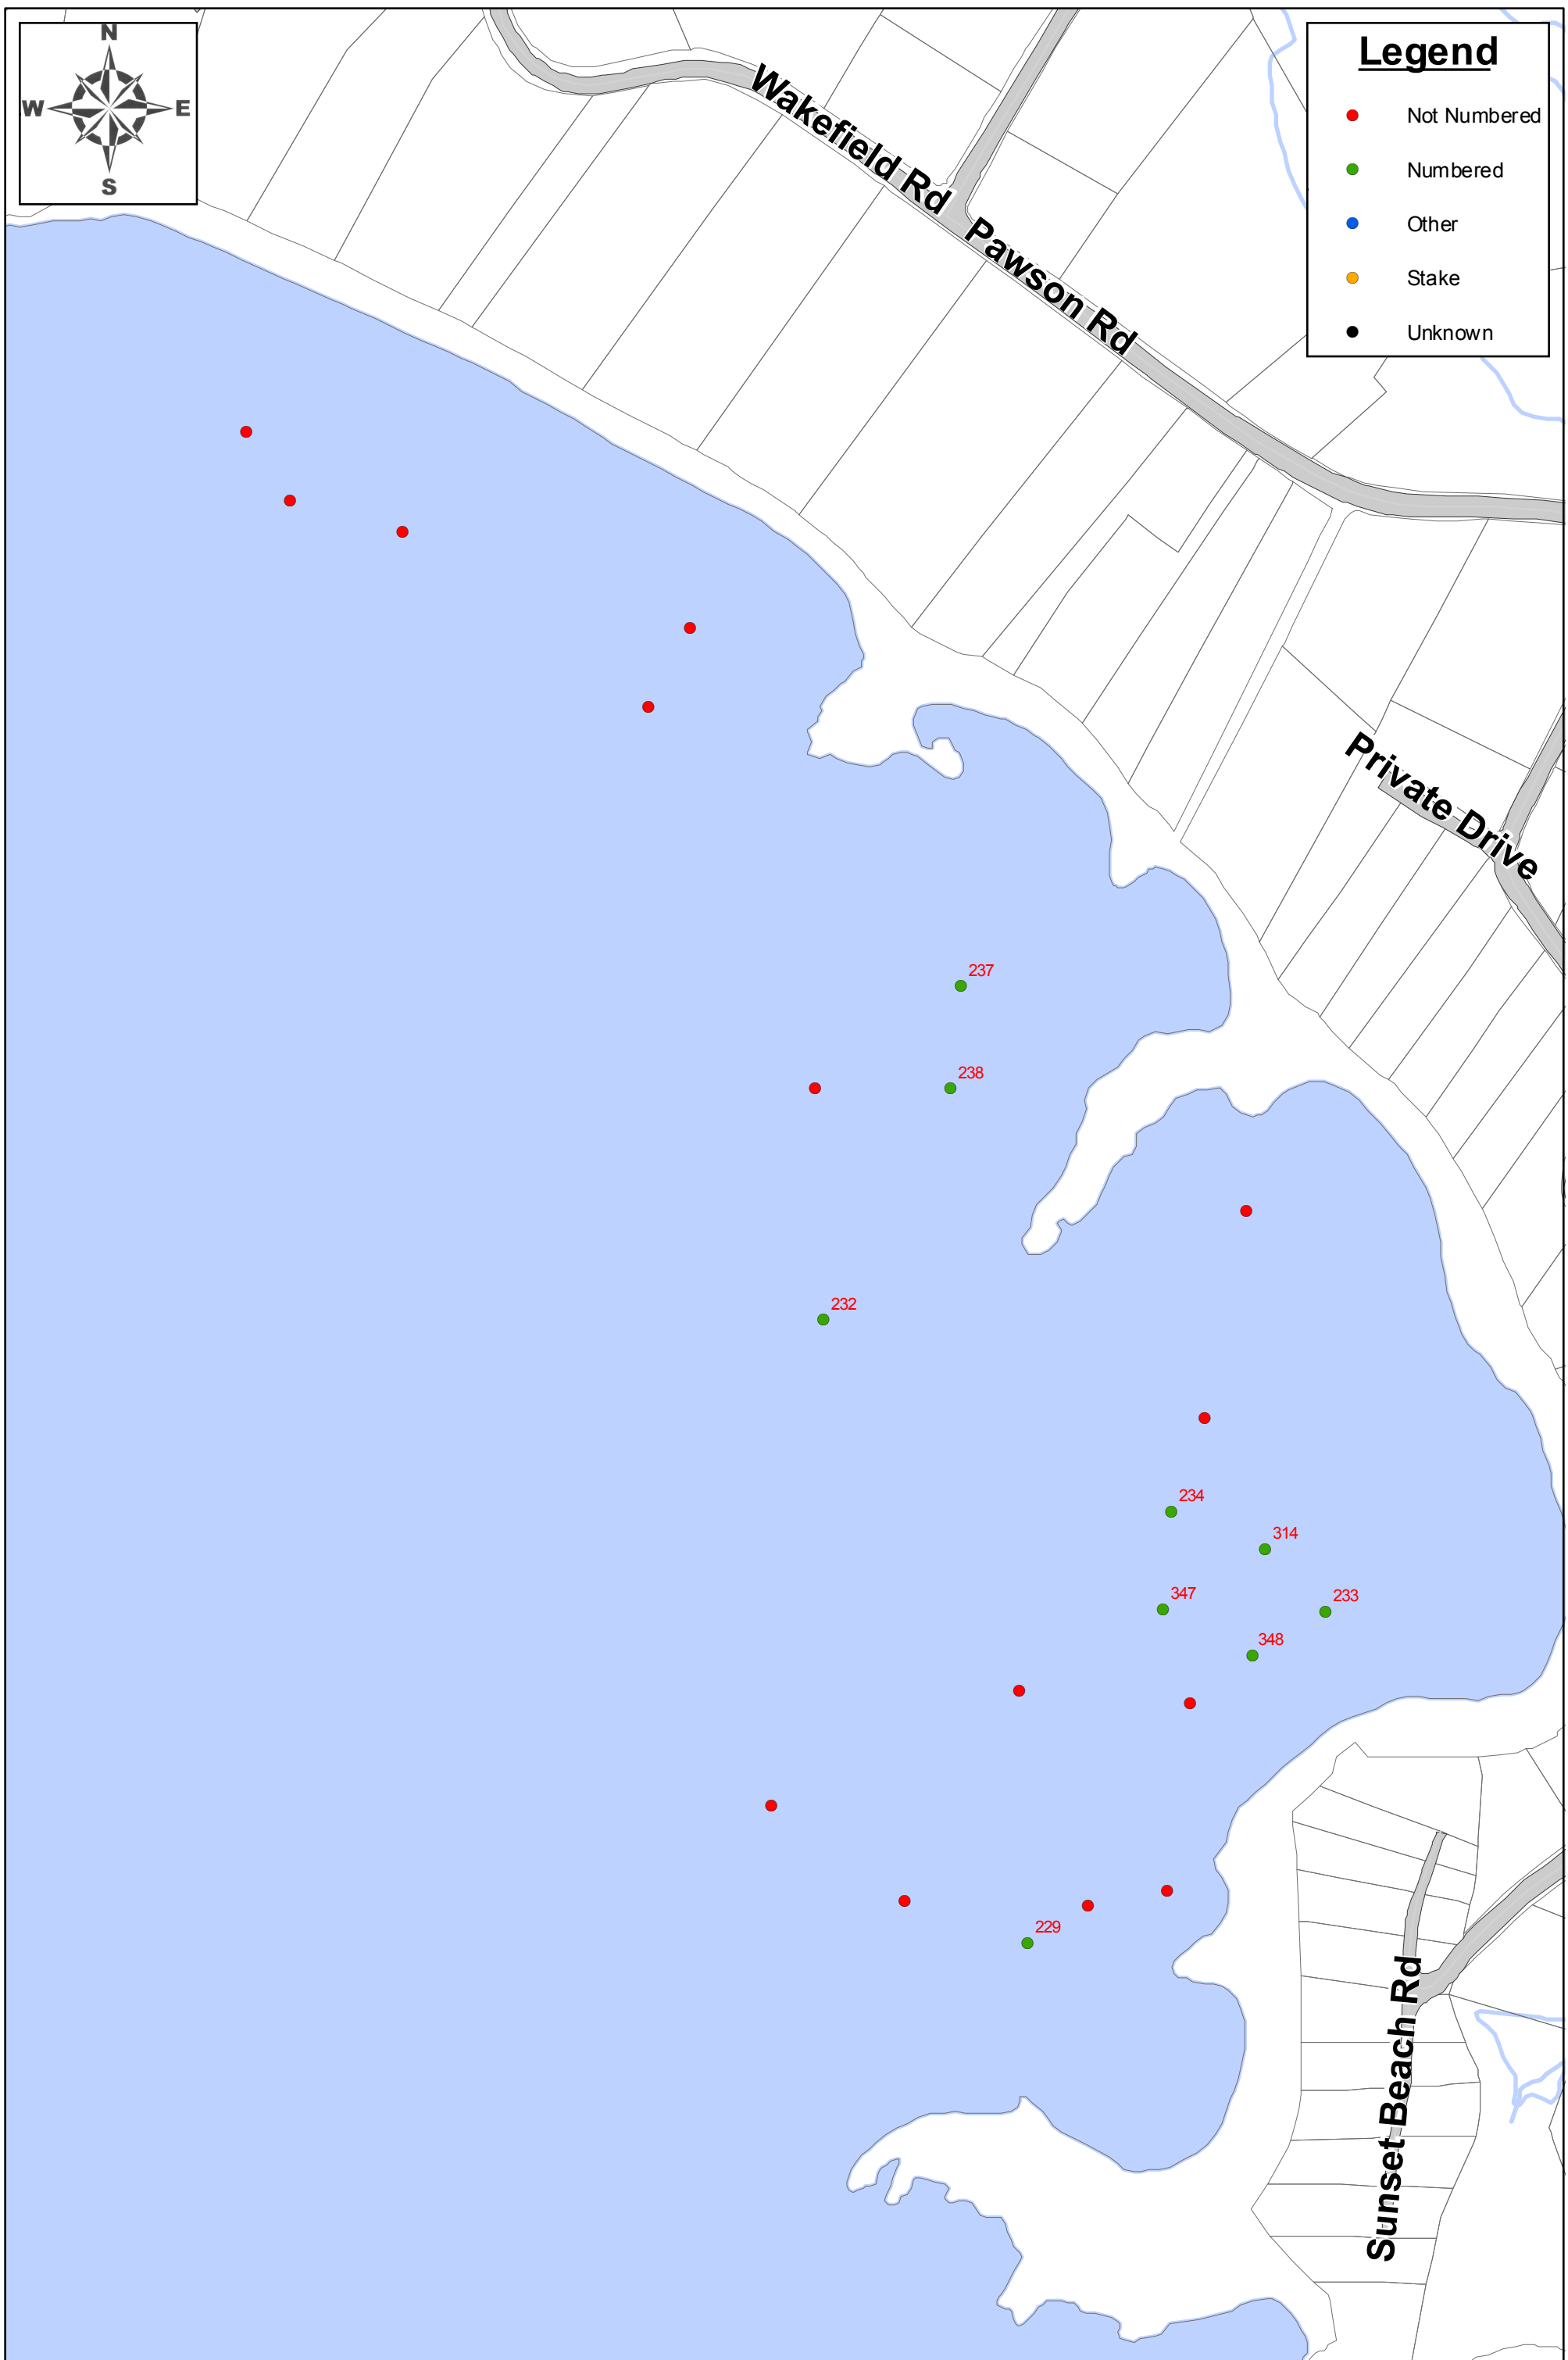 N
W E
S
Legend
Not Numbered
Numbered
Other
Stake
Unknown
Wakefield Rd
Pawson Rd
Private Drive
237
238
232
234
314
347
233
348
229
Sunset Beach Rd